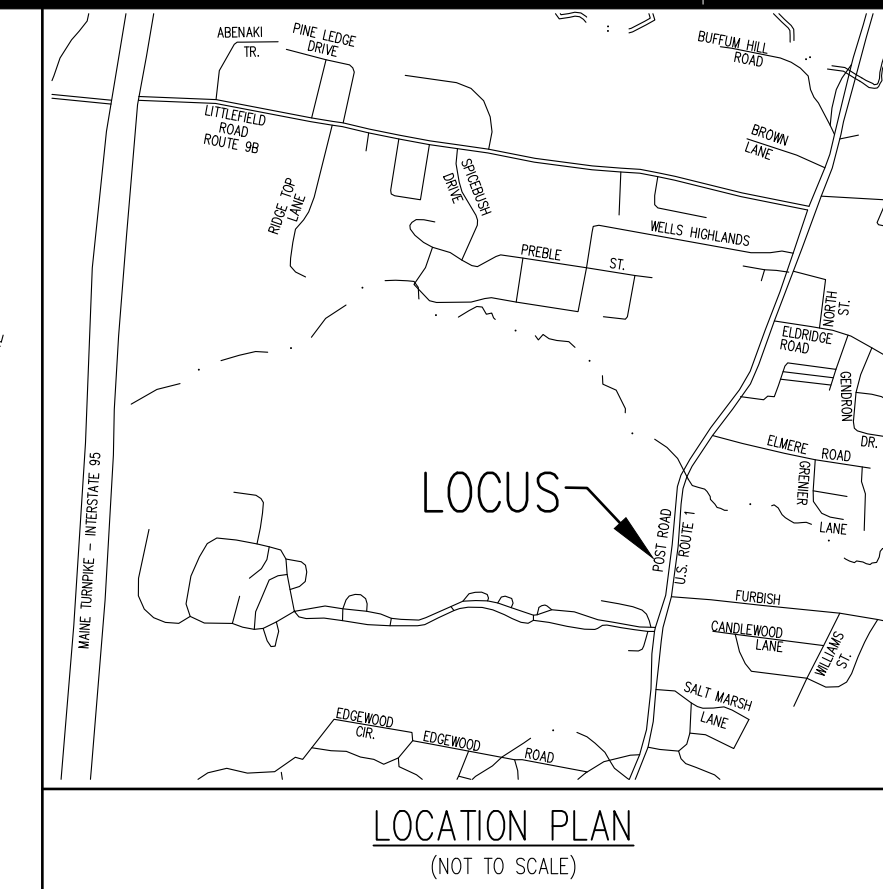 ABENAKI
TR.
PINE LEDGE
DRIVE
BUFFUM HILL
ROAD
LITTLEFIELD
ROAD
ROUTE 9B
BROWN
LANE
RIDGE TOP
LANE
SPICEBUSH
DRIVE
WELLS HIGHLANDS
PREBLE ST.
NORTH
ST.
ELDRIDGE
ROAD
GENDRON
DR.
ELMERE ROAD
GRENIER
LANE
MAINE TURNPIKE - INTERSTATE 95
LOCUS
POST ROAD
U.S. ROUTE 1
FURBISH
CANDLEWOOD
LANE
WILLIAMS
ST.
SALT MARSH
LANE
EDGEWOOD
CIR.
EDGEWOOD ROAD
LOCATION PLAN
(NOT TO SCALE)